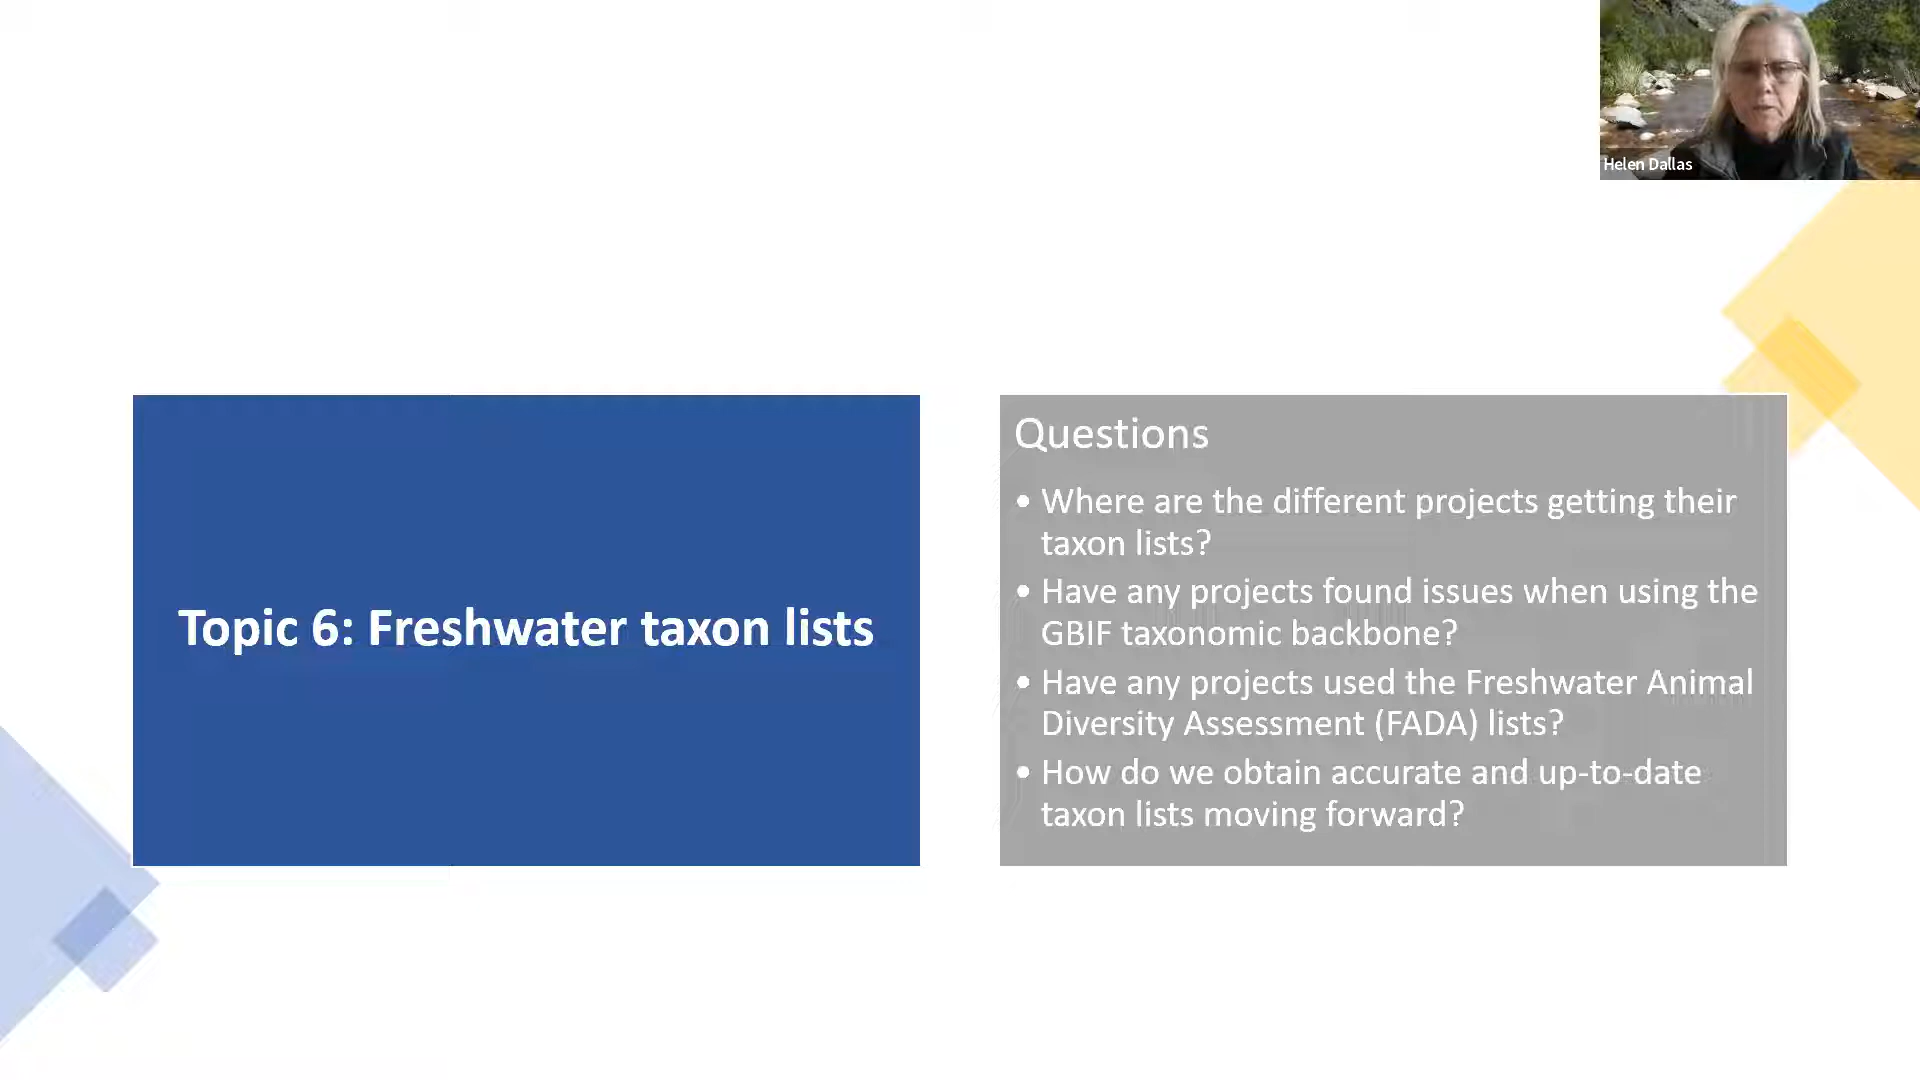 Helen Dallas
Topic 6: Freshwater taxon lists
Questions
• Where are the different projects getting their
taxon lists?
• Have any projects found issues when using the
GBIF taxonomic backbone?
• Have any projects used the Freshwater Animal
Diversity Assessment (FADA) lists?
• How do we obtain accurate and up-to-date
taxon lists moving forward?